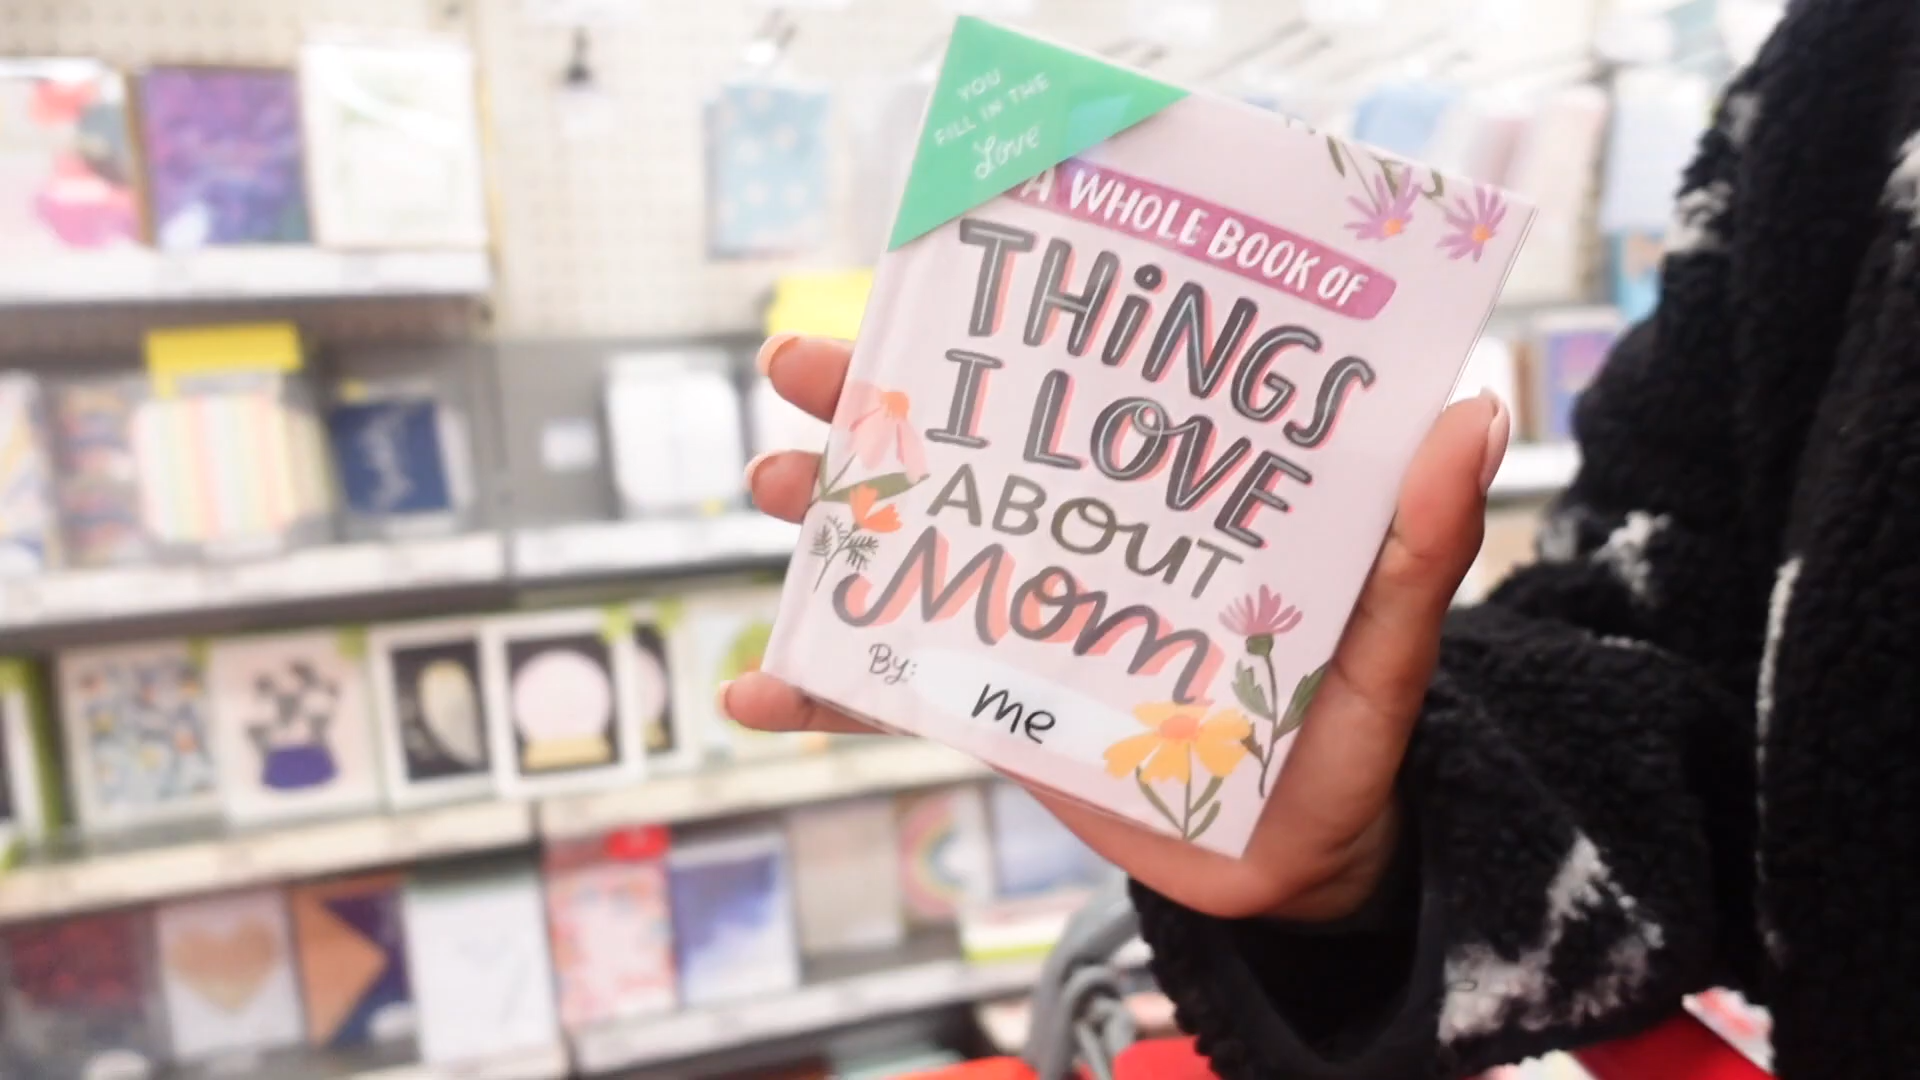 YOU
FILL IN THE
Love
A WHOLE BOOK OF
THINGS
I LOVE
ABOUT
Mom
By: me